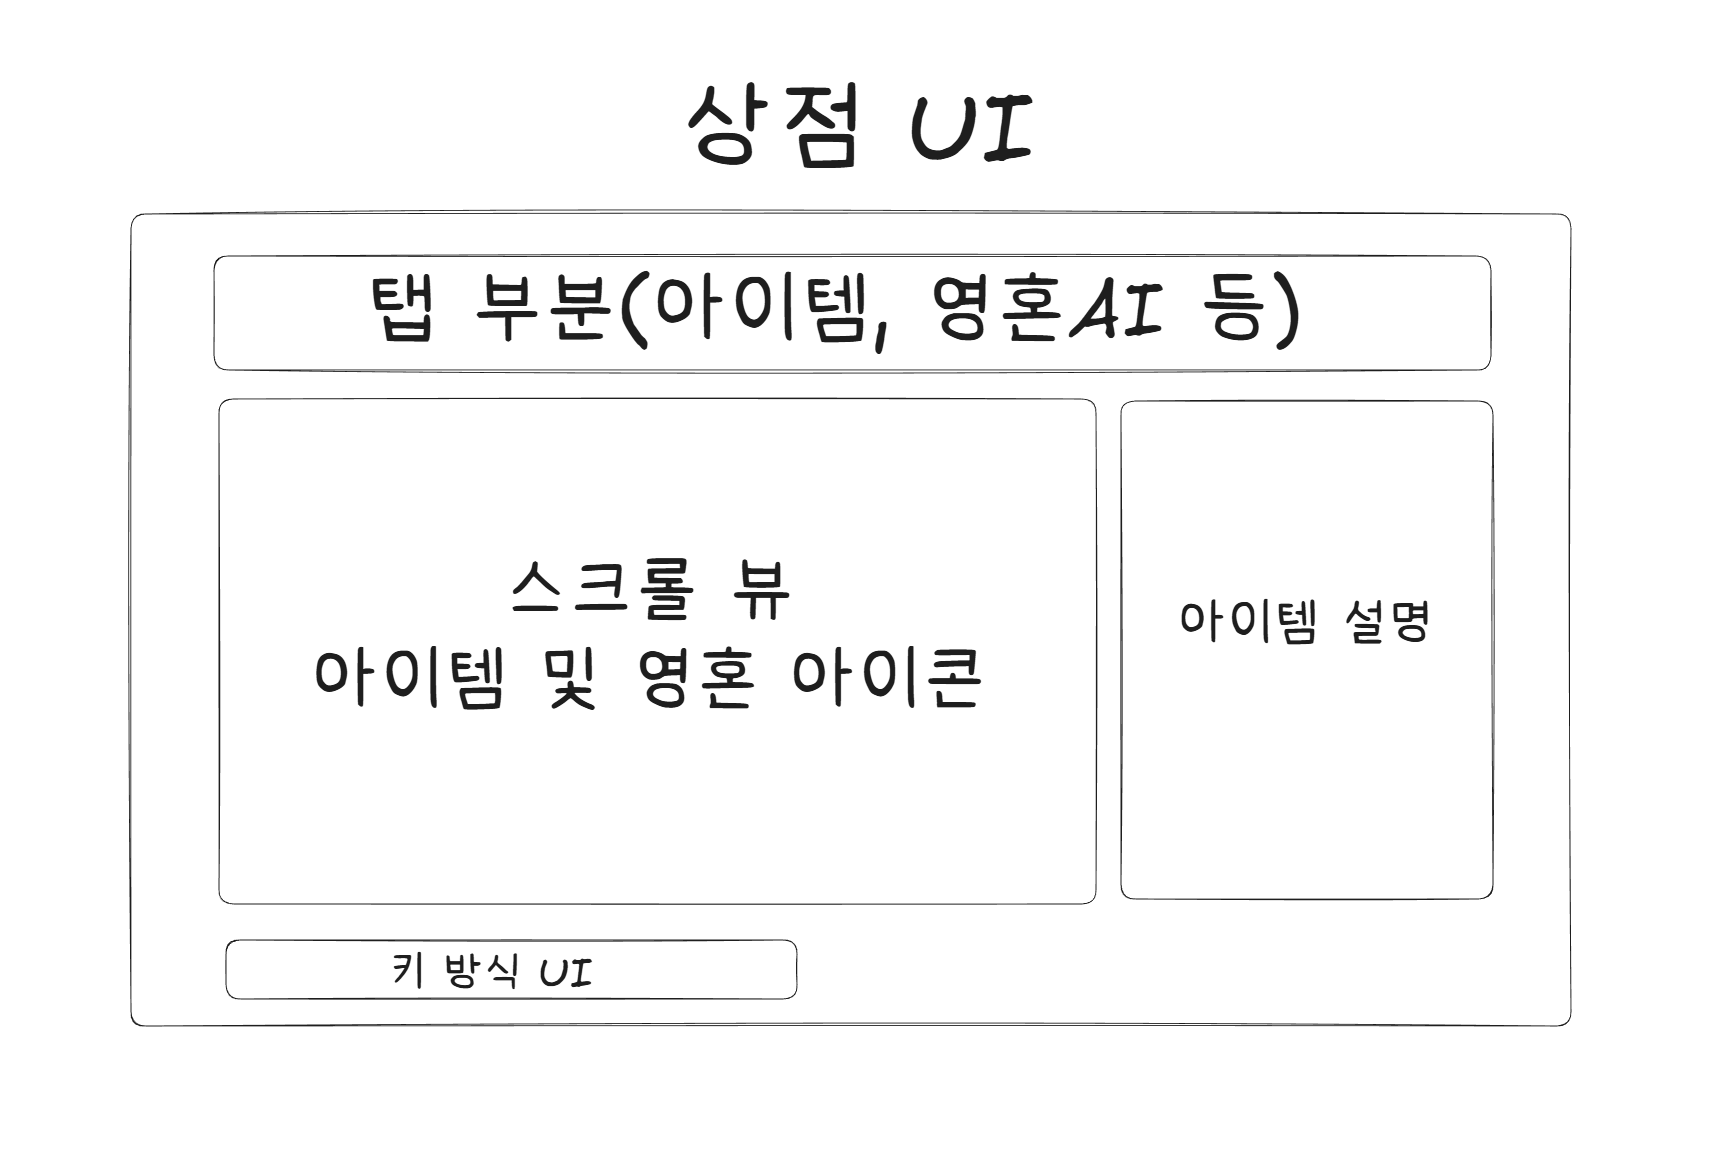 상점 UI
탭 부분(아이템, 영혼AI 등)
스크롤 뷰
아이템 및 영혼 아이콘
아이템 설명
키 방식 UI